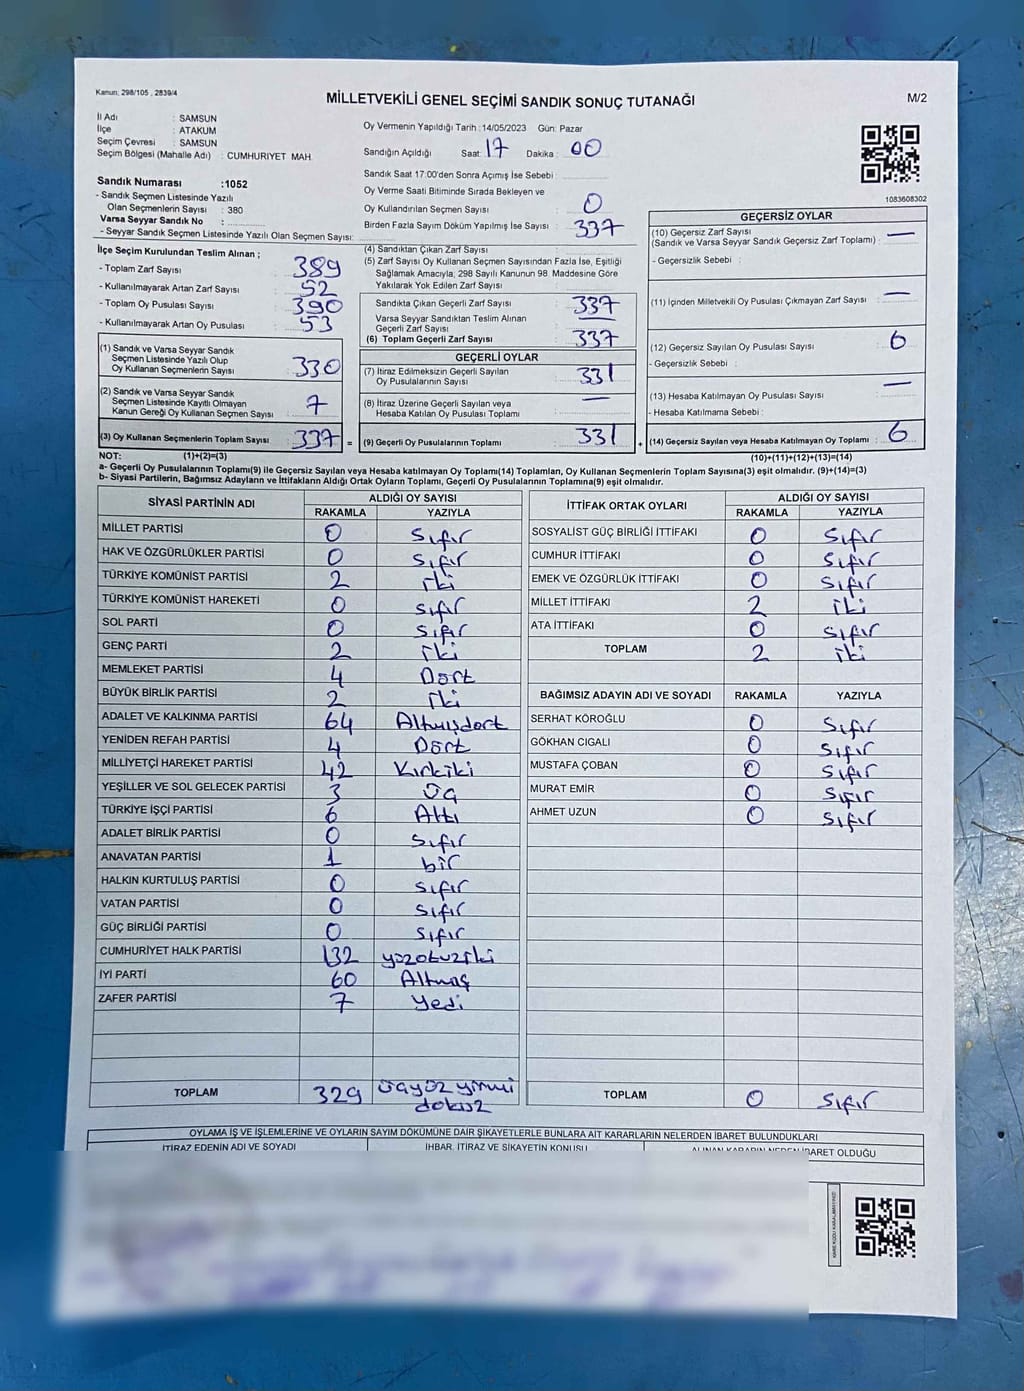 Kanun: 298/105 , 2839/4
MİLLETVEKİLİ GENEL SEÇİMİ SANDIK SONUÇ TUTANAĞI
M/2
İl Adı : SAMSUN
İlçe : ATAKUM
Seçim Çevresi : SAMSUN
Seçim Bölgesi (Mahalle Adı) : CUMHURIYET MAH.
Sandık Numarası :1052
- Sandık Seçmen Listesinde Yazılı
Olan Seçmenlerin Sayısı : 380
Varsa Seyyar Sandık No :
- Seyyar Sandık Seçmen Listesinde Yazılı Olan Seçmen Sayısı:
Oy Vermenin Yapıldığı Tarih :14/05/2023 Gün: Pazar
Sandığın Açıldığı Saat: 17 Dakika : 00
Sandık Saat 17:00'den Sonra Açımış İse Sebebi :
Oy Verme Saati Bitiminde Sırada Bekleyen ve
Oy Kullandırılan Seçmen Sayısı : 0
Birden Fazla Sayım Döküm Yapılmış İse Sayısı : 337
1083608302
İlçe Seçim Kurulundan Teslim Alınan ;
- Toplam Zarf Sayısı : 389
- Kullanılmayarak Artan Zarf Sayısı : 52
- Toplam Oy Pusulası Sayısı : 390
- Kullanılmayarak Artan Oy Pusulası : 53
(1) Sandık ve Varsa Seyyar Sandık
Seçmen Listesinde Yazılı Olup
Oy Kullanan Seçmenlerin Sayısı : 330
(2) Sandık ve Varsa Seyyar Sandık
Seçmen Listesinde Kayıtlı Olmayan
Kanun Gereği Oy Kullanan Seçmen Sayısı : 7
(3) Oy Kullanan Seçmenlerin Toplam Sayısı : 337 =
(4) Sandıktan Çıkan Zarf Sayısı :
(5) Zarf Sayısı Oy Kullanan Seçmen Sayısından Fazla İse, Eşitliği
Sağlamak Amacıyla; 298 Sayılı Kanunun 98. Maddesine Göre
Yakılarak Yok Edilen Zarf Sayısı :
Sandıkta Çıkan Geçerli Zarf Sayısı : 337
Varsa Seyyar Sandıktan Teslim Alınan
Geçerli Zarf Sayısı : —
(6) Toplam Geçerli Zarf Sayısı : 337
GEÇERLİ OYLAR
(7) İtiraz Edilmeksizin Geçerli Sayılan
Oy Pusulalarının Sayısı : 331
(8) İtiraz Üzerine Geçerli Sayılan veya
Hesaba Katılan Oy Pusulası Toplamı : —
(9) Geçerli Oy Pusulalarının Toplamı : 331 +
GEÇERSİZ OYLAR
(10) Geçersiz Zarf Sayısı
(Sandık ve Varsa Seyyar Sandık Geçersiz Zarf Toplamı) : —
- Geçersizlik Sebebi :
(11) İçinden Milletvekili Oy Pusulası Çıkmayan Zarf Sayısı : —
(12) Geçersiz Sayılan Oy Pusulası Sayısı : 6
- Geçersizlik Sebebi :
(13) Hesaba Katılmayan Oy Pusulası Sayısı : —
- Hesaba Katılmama Sebebi :
(14) Geçersiz Sayılan veya Hesaba Katılmayan Oy Toplamı : 6
NOT: (1)+(2)=(3) (10)+(11)+(12)+(13)=(14)
a- Geçerli Oy Pusulalarının Toplamı(9) ile Geçersiz Sayılan veya Hesaba katılmayan Oy Toplamı(14) Toplamları, Oy Kullanan Seçmenlerin Toplam Sayısına(3) eşit olmalıdır. (9)+(14)=(3)
b- Siyasi Partilerin, Bağımsız Adayların ve İttifakların Aldığı Ortak Oyların Toplamı, Geçerli Oy Pusulalarının Toplamına(9) eşit olmalıdır.
SİYASİ PARTİNİN ADI ALDIĞI OY SAYISI
RAKAMLA YAZIYLA
MİLLET PARTİSİ 0 Sıfır
HAK VE ÖZGÜRLÜKLER PARTİSİ 0 Sıfır
TÜRKİYE KOMÜNİST PARTİSİ 2 iki
TÜRKİYE KOMÜNİST HAREKETİ 0 Sıfır
SOL PARTİ 0 Sıfır
GENÇ PARTİ 2 iki
MEMLEKET PARTİSİ 4 Dört
BÜYÜK BİRLİK PARTİSİ 2 iki
ADALET VE KALKINMA PARTİSİ 64 Altmışdört
YENİDEN REFAH PARTİSİ 4 Dört
MİLLİYETÇİ HAREKET PARTİSİ 42 Kırkiki
YEŞİLLER VE SOL GELECEK PARTİSİ 3 üç
TÜRKİYE İŞÇİ PARTİSİ 6 Altı
ADALET BİRLİK PARTİSİ 0 Sıfır
ANAVATAN PARTİSİ 1 bir
HALKIN KURTULUŞ PARTİSİ 0 Sıfır
VATAN PARTİSİ 0 Sıfır
GÜÇ BİRLİĞİ PARTİSİ 0 Sıfır
CUMHURİYET HALK PARTİSİ 132 yüzotuziki
İYİ PARTİ 60 Altmış
ZAFER PARTİSİ 7 Yedi
TOPLAM 329 üçyüz yirmi
dokuz
İTTİFAK ORTAK OYLARI ALDIĞI OY SAYISI
RAKAMLA YAZIYLA
SOSYALİST GÜÇ BİRLİĞİ İTTİFAKI 0 Sıfır
CUMHUR İTTİFAKI 0 Sıfır
EMEK VE ÖZGÜRLÜK İTTİFAKI 0 Sıfır
MİLLET İTTİFAKI 2 iki
ATA İTTİFAKI 0 Sıfır
TOPLAM 2 iki
BAĞIMSIZ ADAYIN ADI VE SOYADI RAKAMLA YAZIYLA
SERHAT KÖROĞLU 0 Sıfır
GÖKHAN CIGALI 0 Sıfır
MUSTAFA ÇOBAN 0 Sıfır
MURAT EMİR 0 Sıfır
AHMET UZUN 0 Sıfır
TOPLAM 0 Sıfır
OYLAMA İŞ VE İŞLEMLERİNE VE OYLARIN SAYIM DÖKÜMÜNE DAİR ŞİKAYETLERLE BUNLARA AİT KARARLARIN NELERDEN İBARET BULUNDUKLARI
İTİRAZ EDENİN ADI VE SOYADI İHBAR, İTİRAZ VE ŞİKAYETİN KONUSU ALINAN KARARIN NEDEN İBARET OLDUĞU